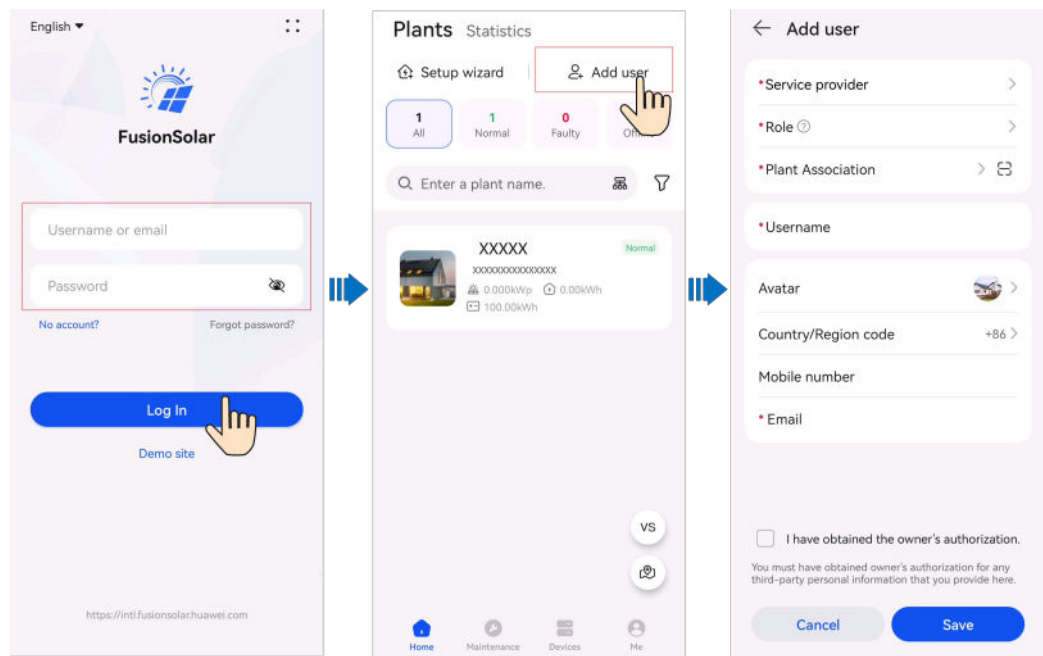 English
FusionSolar
Username or email
Password
No account? Forgot password?
Log In
Demo site
https://intl.fusionsolar.huawei.com
Plants Statistics
Setup wizard Add user
1 1 0
All Normal Faulty
Enter a plant name.
XXXXX Normal
XXXXXXXXXXXXXXX
0.000kWp 0.00kWh
100.00kWh
VS
Home Maintenance Devices Me
Add user
*Service provider
*Role
*Plant Association
*Username
Avatar
Country/Region code +86
Mobile number
* Email
I have obtained the owner's authorization.
You must have obtained owner's authorization for any
third-party personal information that you provide here.
Cancel Save